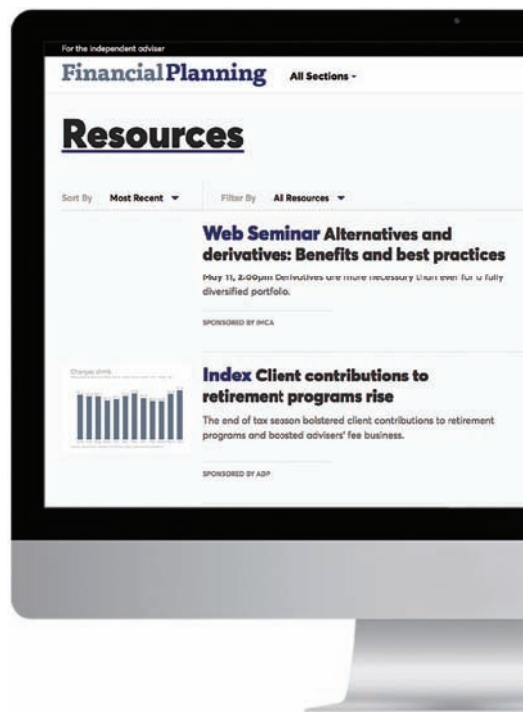 For the independent adviser
FinancialPlanning
All Sections
Resources
Sort By Most Recent Filter By All Resources
Web Seminar Alternatives and
derivatives: Benefits and best practices
May 11, 2:00pm Derivatives are more necessary than ever for a fully
diversified portfolio.
SPONSORED BY IMCA
Index Client contributions to
retirement programs rise
The end of tax season bolstered client contributions to retirement
programs and boosted advisers' fee business.
SPONSORED BY ADP